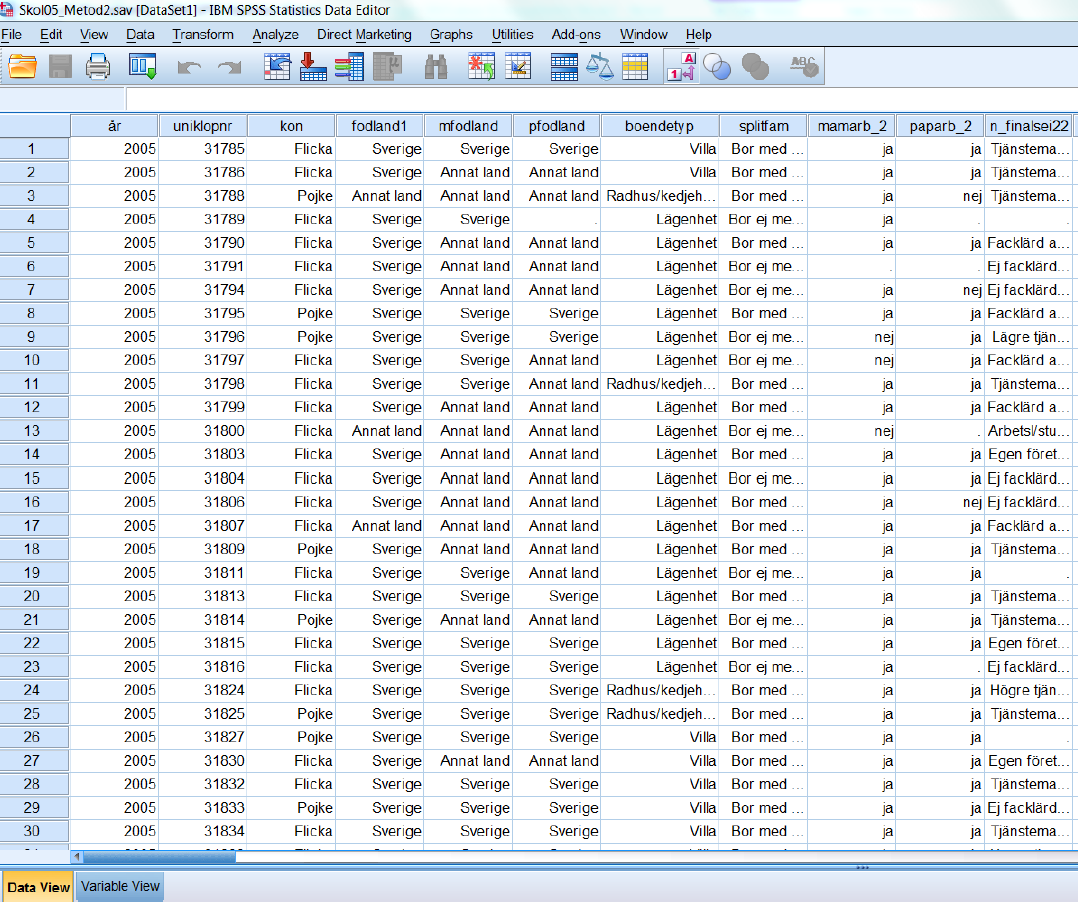 Skol05_Metod2.sav [DataSet1] - IBM SPSS Statistics Data Editor
File Edit View Data Transform Analyze Direct Marketing Graphs Utilities Add-ons Window Help
år uniklopnr kon fodland1 mfodland pfodland boendetyp splitfam mamarb_2 paparb_2 n_finalsei22
1 2005 31785 Flicka Sverige Sverige Sverige Villa Bor med ... ja ja Tjänstema...
2 2005 31786 Flicka Sverige Annat land Annat land Villa Bor med ... ja ja Tjänstema...
3 2005 31788 Pojke Annat land Annat land Annat land Radhus/kedjeh... Bor med ... ja nej Tjänstema...
4 2005 31789 Flicka Sverige Sverige . Lägenhet Bor ej me... ja . .
5 2005 31790 Flicka Sverige Annat land Annat land Lägenhet Bor med ... ja ja Facklärd a...
6 2005 31791 Flicka Sverige Annat land Annat land Lägenhet Bor ej me... . . Ej facklärd...
7 2005 31794 Flicka Sverige Annat land Annat land Lägenhet Bor ej me... ja nej Ej facklärd...
8 2005 31795 Pojke Sverige Sverige Sverige Lägenhet Bor med ... ja ja Facklärd a...
9 2005 31796 Pojke Sverige Sverige Sverige Lägenhet Bor ej me... nej ja Lägre tjän...
10 2005 31797 Flicka Sverige Sverige Annat land Lägenhet Bor ej me... nej ja Facklärd a...
11 2005 31798 Flicka Sverige Sverige Annat land Radhus/kedjeh... Bor med ... ja ja Tjänstema...
12 2005 31799 Flicka Sverige Annat land Annat land Lägenhet Bor med ... ja ja Facklärd a...
13 2005 31800 Flicka Annat land Annat land Annat land Lägenhet Bor ej me... nej . Arbetsl/stu...
14 2005 31803 Flicka Sverige Annat land Annat land Lägenhet Bor med ... ja ja Egen föret...
15 2005 31804 Flicka Sverige Annat land Annat land Lägenhet Bor ej me... ja ja Ej facklärd...
16 2005 31806 Flicka Sverige Annat land Annat land Lägenhet Bor med ... ja nej Ej facklärd...
17 2005 31807 Flicka Annat land Annat land Annat land Lägenhet Bor med ... ja ja Facklärd a...
18 2005 31809 Pojke Sverige Annat land Annat land Lägenhet Bor med ... ja ja Tjänstema...
19 2005 31811 Flicka Sverige Sverige Annat land Lägenhet Bor ej me... ja ja .
20 2005 31813 Flicka Sverige Sverige Sverige Lägenhet Bor med ... ja ja Tjänstema...
21 2005 31814 Pojke Sverige Annat land Annat land Lägenhet Bor ej me... ja ja Tjänstema...
22 2005 31815 Flicka Sverige Sverige Sverige Lägenhet Bor med ... ja ja Egen föret...
23 2005 31816 Flicka Sverige Sverige Sverige Lägenhet Bor ej me... ja . Ej facklärd...
24 2005 31824 Flicka Sverige Sverige Sverige Radhus/kedjeh... Bor med ... ja ja Högre tjän...
25 2005 31825 Pojke Sverige Sverige Sverige Radhus/kedjeh... Bor med ... ja ja Tjänstema...
26 2005 31827 Pojke Sverige Sverige Sverige Villa Bor med ... ja ja .
27 2005 31830 Flicka Sverige Annat land Annat land Villa Bor med ... ja ja Egen föret...
28 2005 31832 Flicka Sverige Sverige Sverige Villa Bor med ... ja ja Tjänstema...
29 2005 31833 Pojke Sverige Sverige Sverige Villa Bor med ... ja ja Ej facklärd...
30 2005 31834 Flicka Sverige Sverige Sverige Villa Bor med ... ja ja Tjänstema...
Data View Variable View